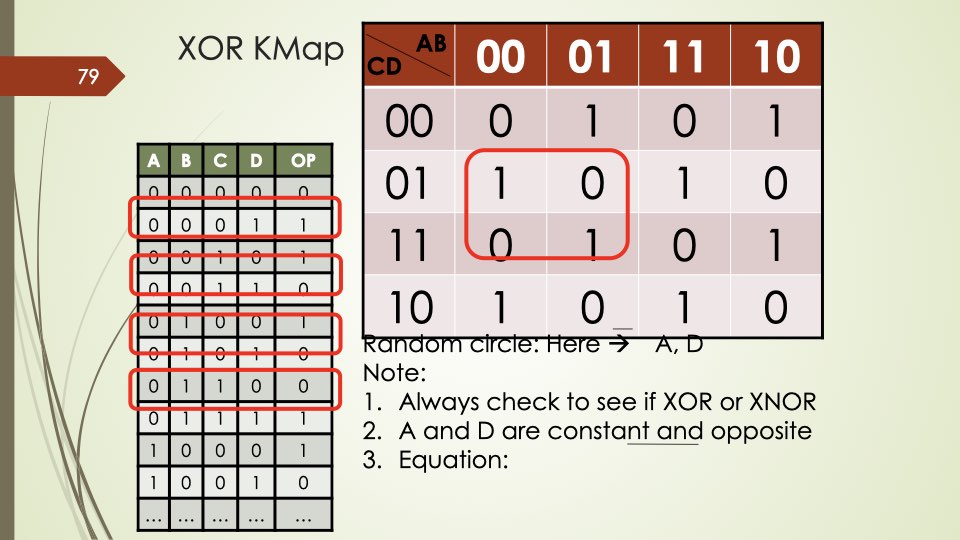 XOR KMap
79
AB
CD
00 01 11 10
00 0 1 0 1
01 1 0 1 0
11 0 1 0 1
10 1 0 1 0
A B C D OP
0 0 0 0 0
0 0 0 1 1
0 0 1 0 1
0 0 1 1 0
0 1 0 0 1
0 1 0 1 0
0 1 1 0 0
0 1 1 1 1
1 0 0 0 1
1 0 0 1 0
... ... ... ... ...
Random circle: Here → A, D
Note:
1. Always check to see if XOR or XNOR
2. A and D are constant and opposite
3. Equation: